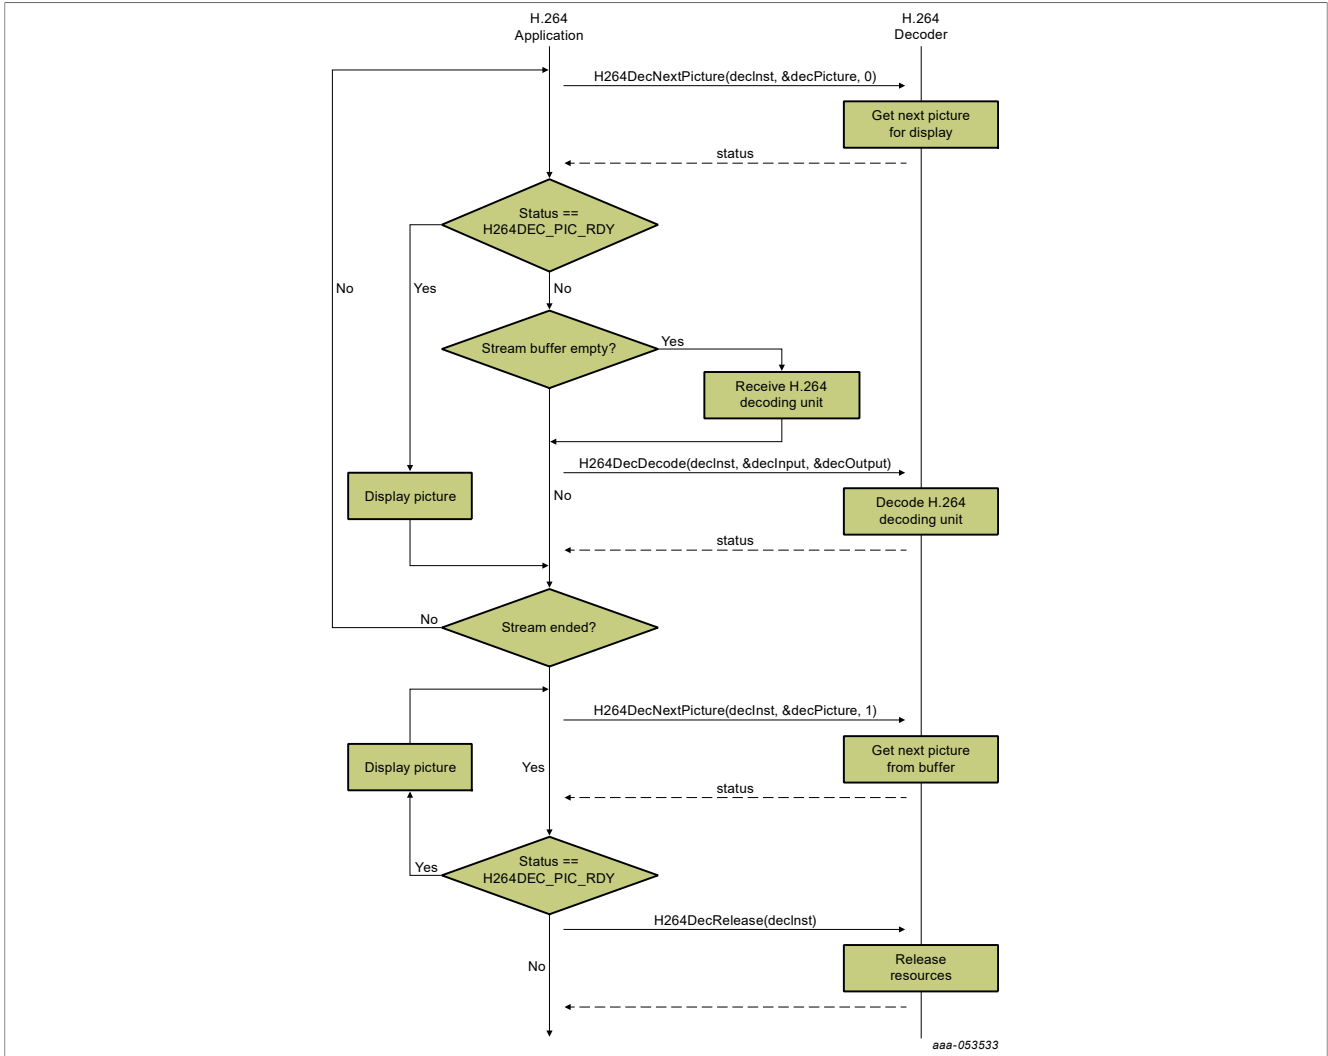 H.264
Application
H.264
Decoder
H264DecNextPicture(decInst, &decPicture, 0)
Get next picture
for display
status
Status ==
H264DEC_PIC_RDY
No
Yes
No
Stream buffer empty?
Yes
Receive H.264
decoding unit
H264DecDecode(decInst, &decInput, &decOutput)
Display picture
No
Decode H.264
decoding unit
status
No
Stream ended?
H264DecNextPicture(decInst, &decPicture, 1)
Display picture
Yes
Get next picture
from buffer
status
Status ==
H264DEC_PIC_RDY
Yes
H264DecRelease(decInst)
No
Release
resources
aaa-053533